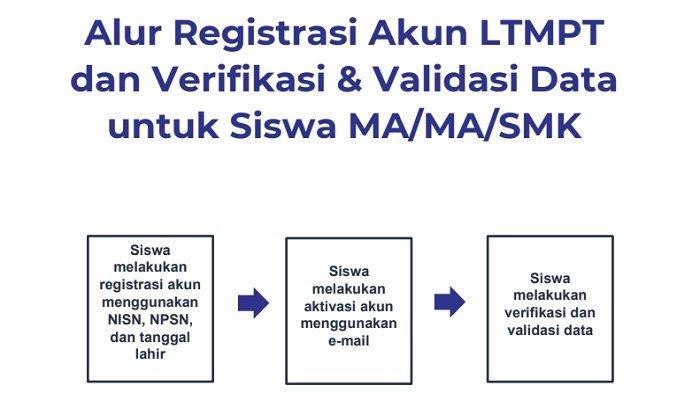 Alur Registrasi Akun LTMPT
dan Verifikasi & Validasi Data
untuk Siswa MA/MA/SMK
Siswa
melakukan
registrasi akun
menggunakan
NISN, NPSN,
dan tanggal
lahir
Siswa
melakukan
aktivasi akun
menggunakan
e-mail
Siswa
melakukan
verifikasi dan
validasi data